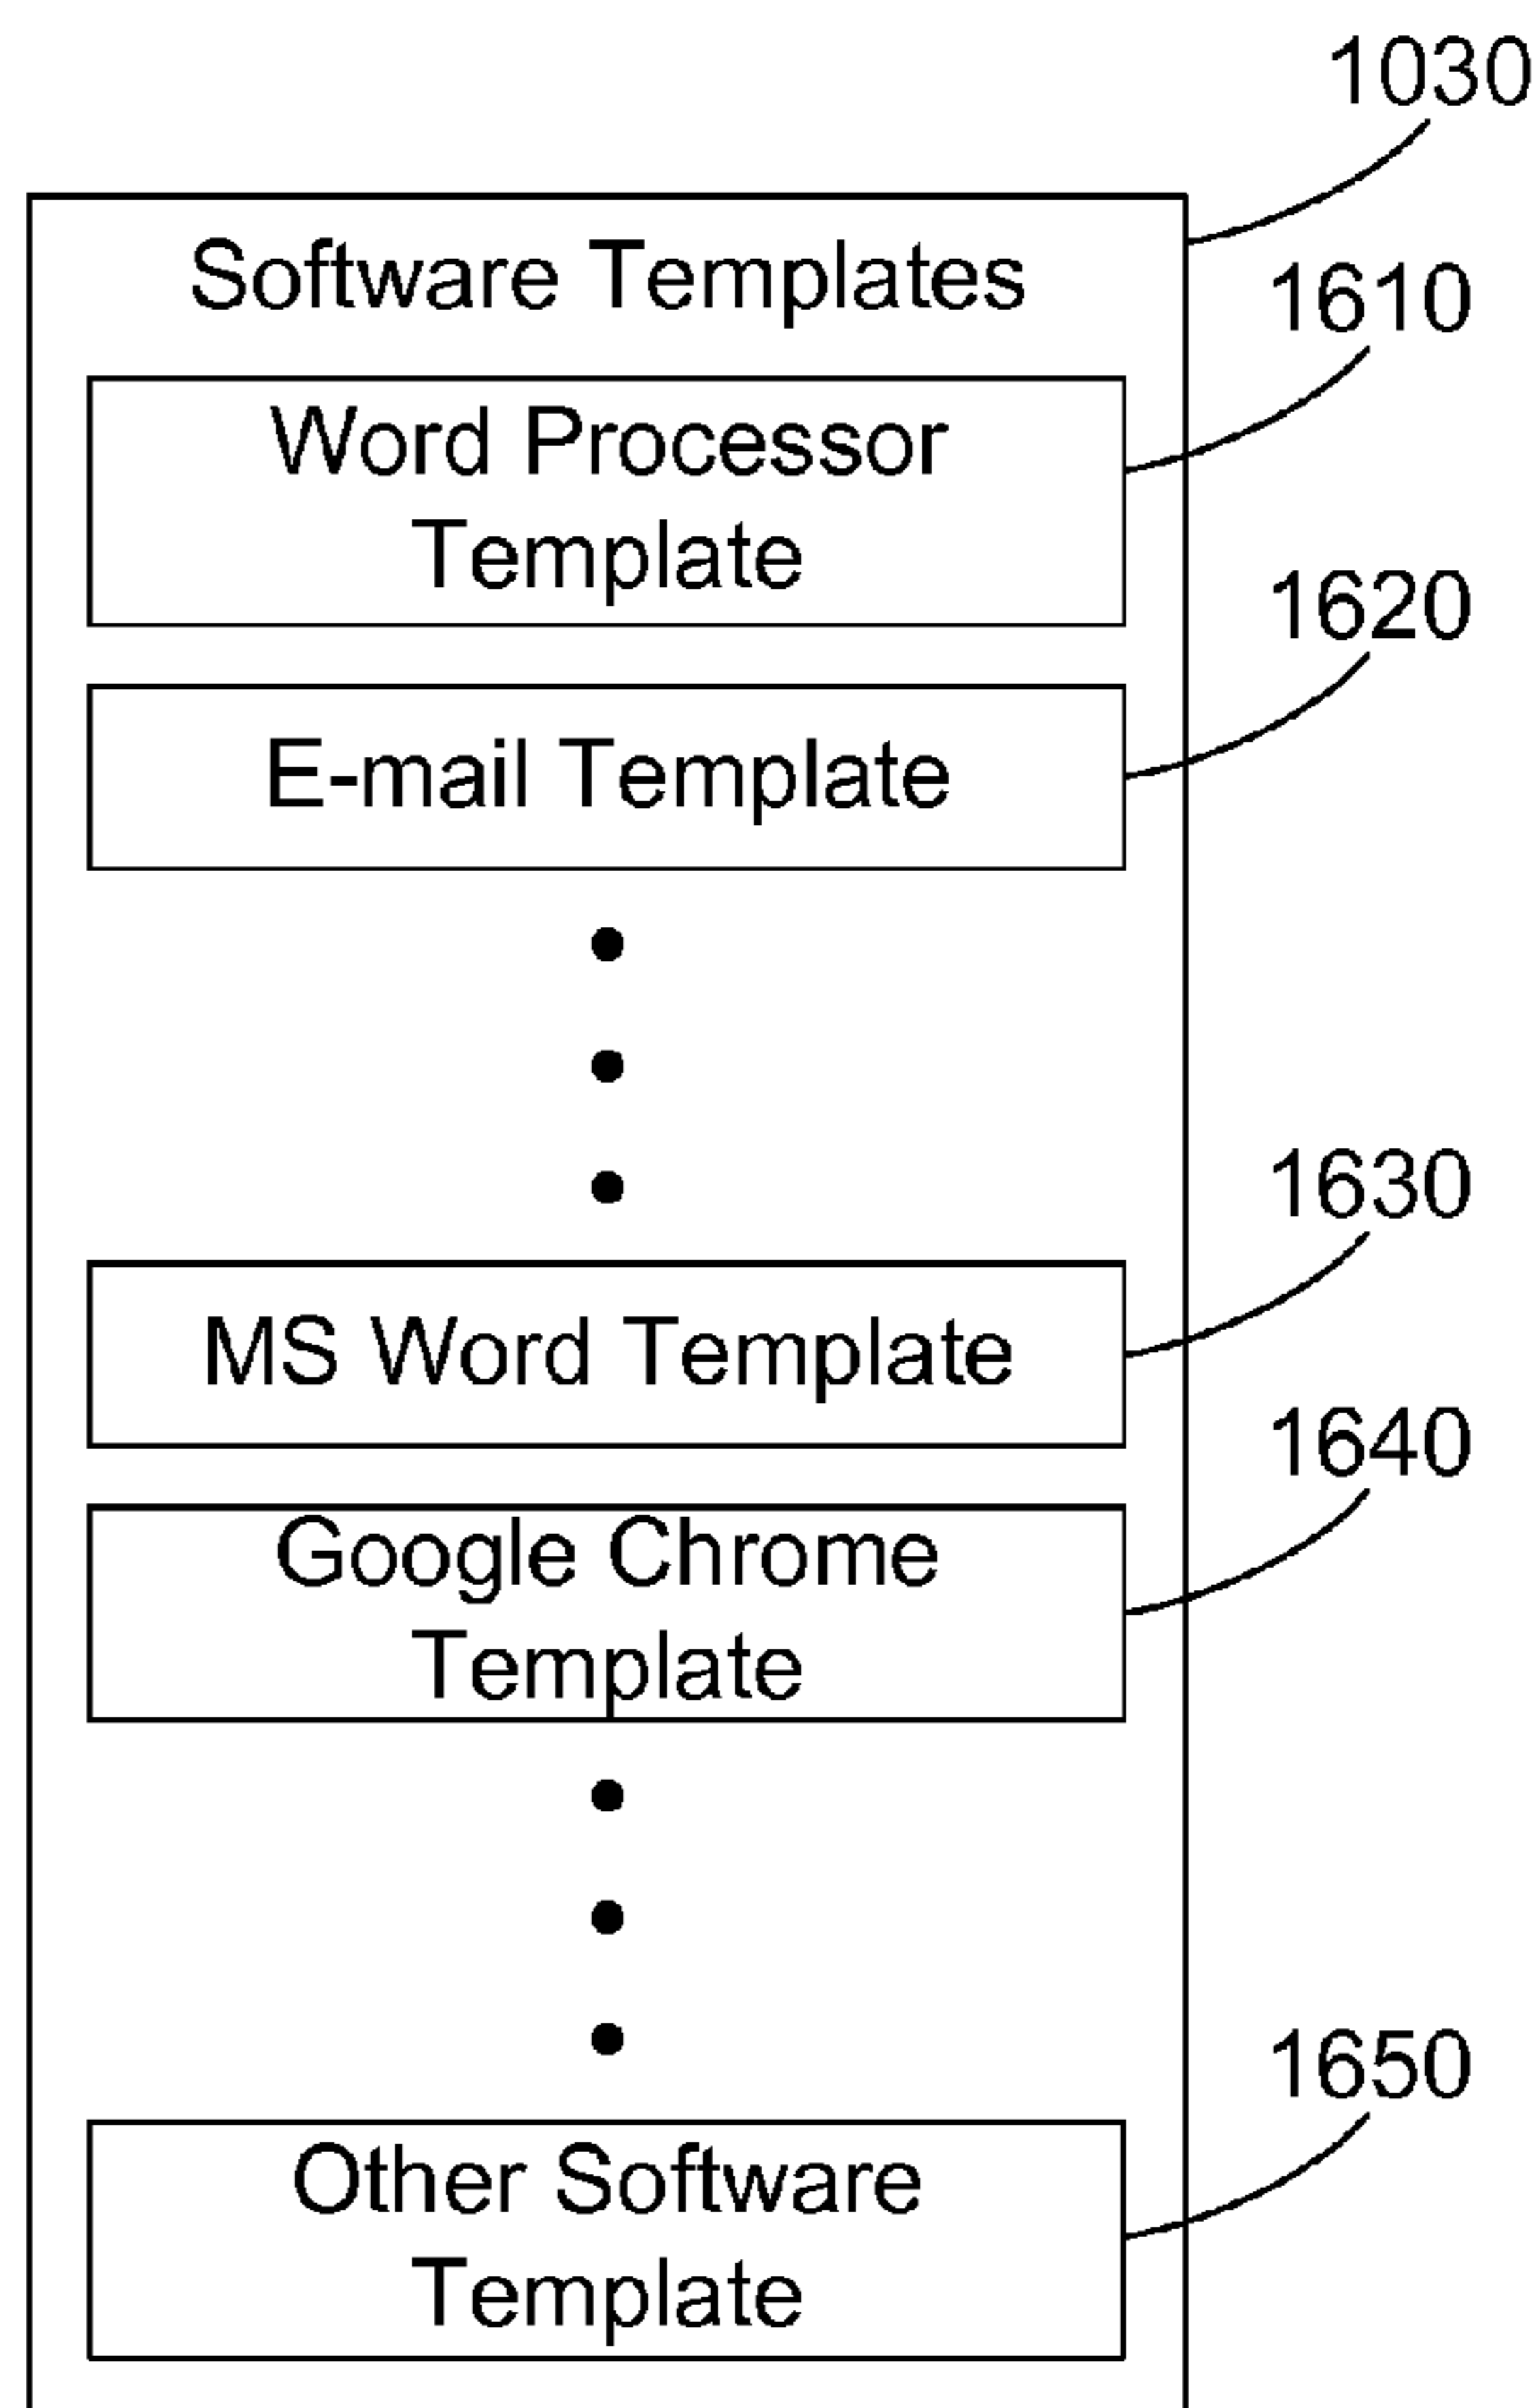 1030
Software Templates
1610
Word Processor
Template
1620
E-mail Template
1630
MS Word Template
1640
Google Chrome
Template
1650
Other Software
Template